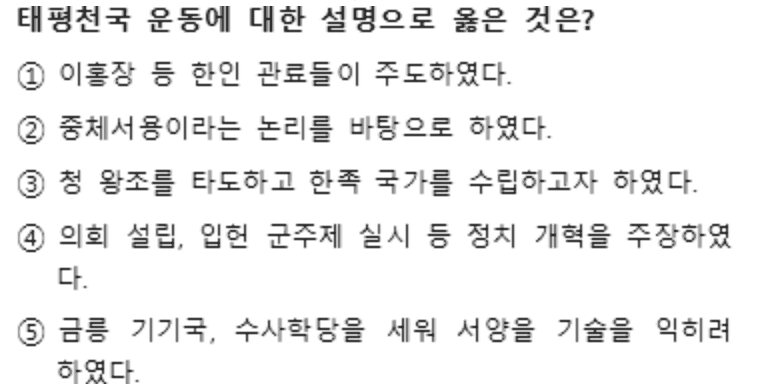 태평천국 운동에 대한 설명으로 옳은 것은?
① 이홍장 등 한인 관료들이 주도하였다.
② 중체서용이라는 논리를 바탕으로 하였다.
③ 청 왕조를 타도하고 한족 국가를 수립하고자 하였다.
④ 의회 설립, 입헌 군주제 실시 등 정치 개혁을 주장하였
다.
⑤ 금릉 기기국, 수사학당을 세워 서양을 기술을 익히려
하였다.